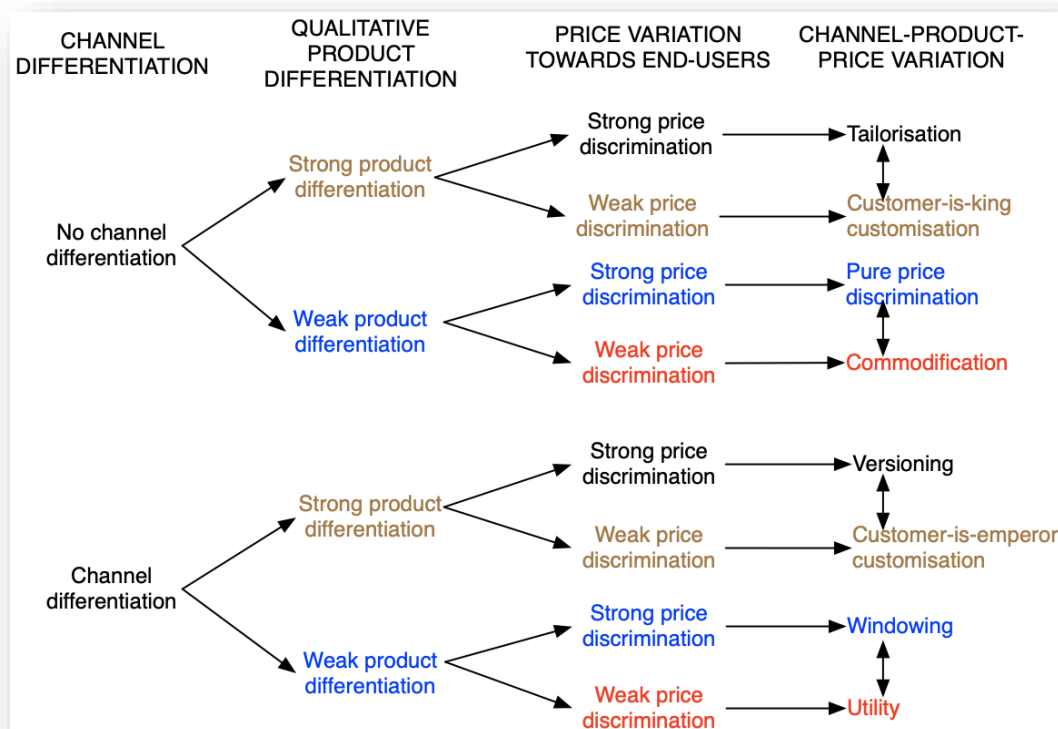 CHANNEL
DIFFERENTIATION
QUALITATIVE
PRODUCT
DIFFERENTIATION
PRICE VARIATION
TOWARDS END-USERS
CHANNEL-PRODUCT-
PRICE VARIATION
No channel
differentiation
Strong product
differentiation
Strong price
discrimination
Tailorisation
Weak price
discrimination
Customer-is-king
customisation
Weak product
differentiation
Strong price
discrimination
Pure price
discrimination
Weak price
discrimination
Commodification
Channel
differentiation
Strong product
differentiation
Strong price
discrimination
Versioning
Weak price
discrimination
Customer-is-emperor
customisation
Weak product
differentiation
Strong price
discrimination
Windowing
Weak price
discrimination
Utility